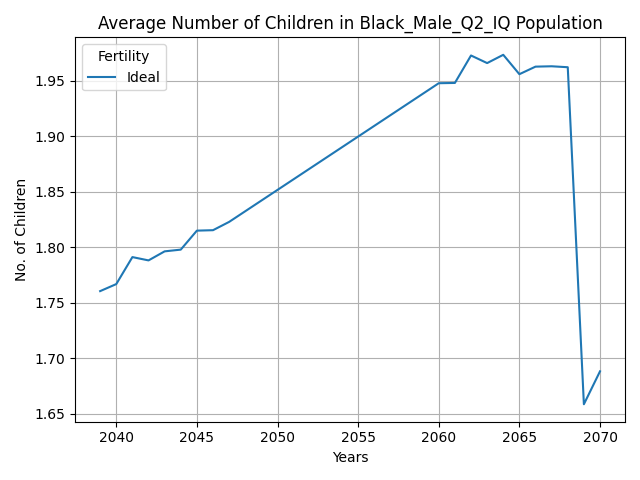 Average Number of Children in Black_Male_Q2_IQ Population
Fertility
Ideal
No. of Children
1.95
1.90
1.85
1.80
1.75
1.70
1.65
2040 2045 2050 2055 2060 2065 2070
Years